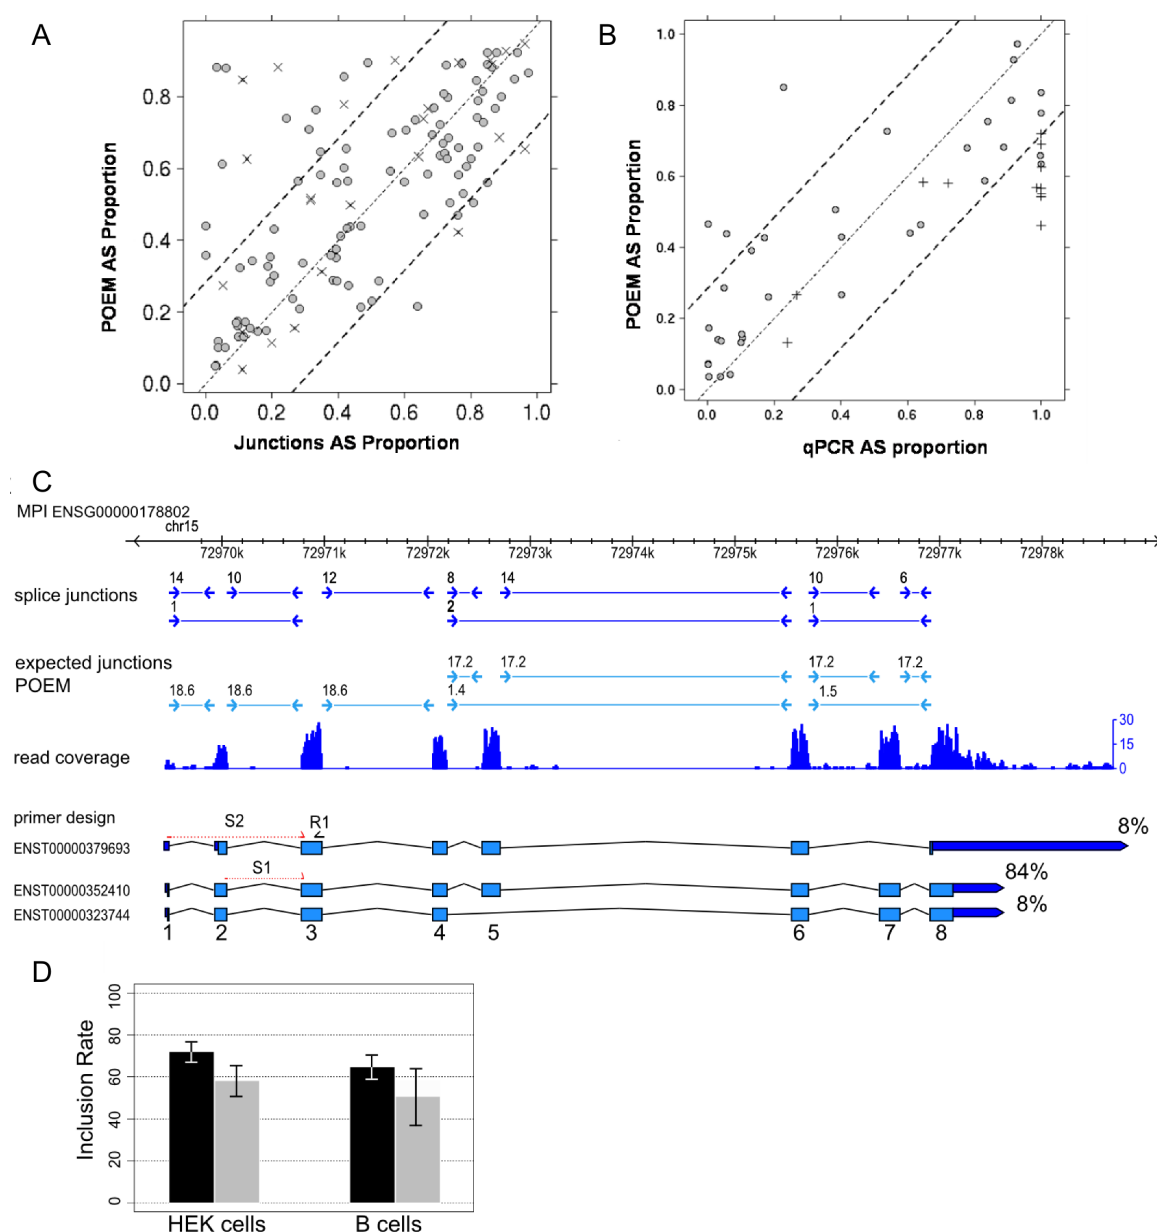 A
B
POEM AS Proportion
0.8
0.6
0.4
0.2
0.0
0.0 0.2 0.4 0.6 0.8 1.0
Junctions AS Proportion
POEM AS Proportion
1.0
0.8
0.6
0.4
0.2
0.0
0.0 0.2 0.4 0.6 0.8 1.0
qPCR AS proportion
C
MPI ENSG00000178802
chr15
72970k 72971k 72972k 72973k 72974k 72975k 72976k 72977k 72978k
splice junctions
14 10 12 8 14 10 6
1 2 1
expected junctions
POEM
17.2 17.2 17.2 17.2
18.6 18.6 18.6 1.4 1.5
read coverage
30
15
0
primer design
S2 R1
ENST00000379693
8%
S1
ENST00000352410
84%
ENST00000323744
8%
1 2 3 4 5 6 7 8
D
Inclusion Rate
100
80
60
40
20
0
HEK cells B cells